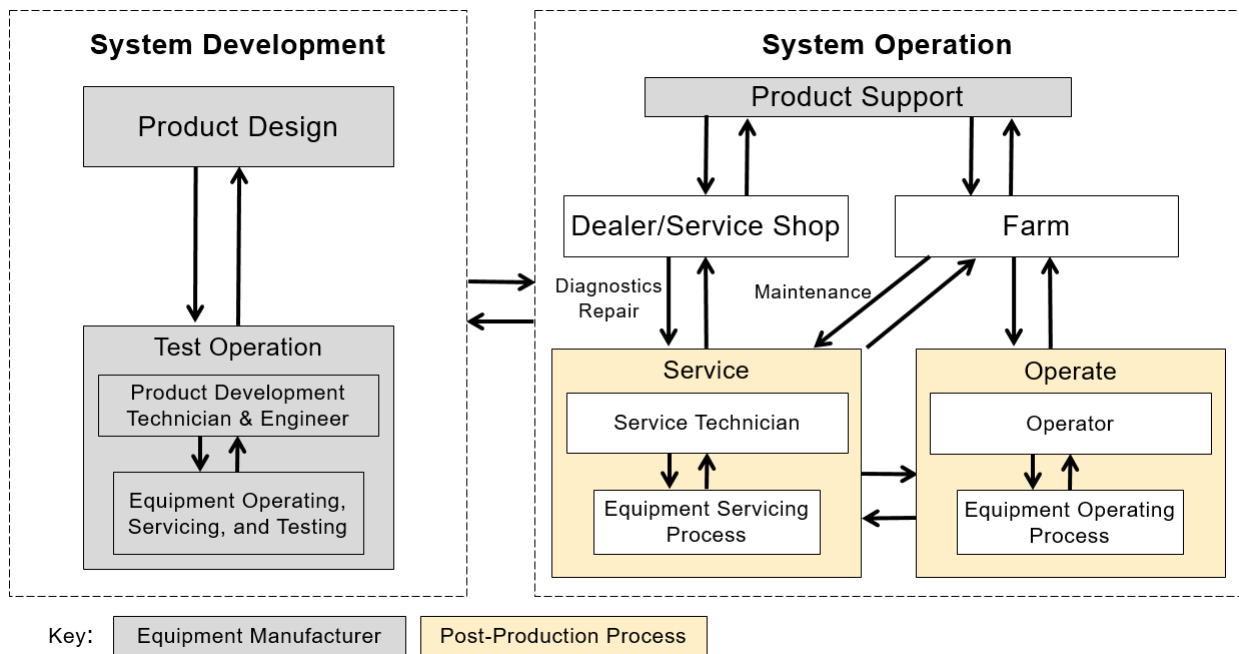 System Development
Product Design
Test Operation
Product Development
Technician & Engineer
Equipment Operating,
Servicing, and Testing
System Operation
Product Support
Dealer/Service Shop
Farm
Diagnostics
Repair
Maintenance
Service
Service Technician
Equipment Servicing
Process
Operate
Operator
Equipment Operating
Process
Key:
Equipment Manufacturer
Post-Production Process